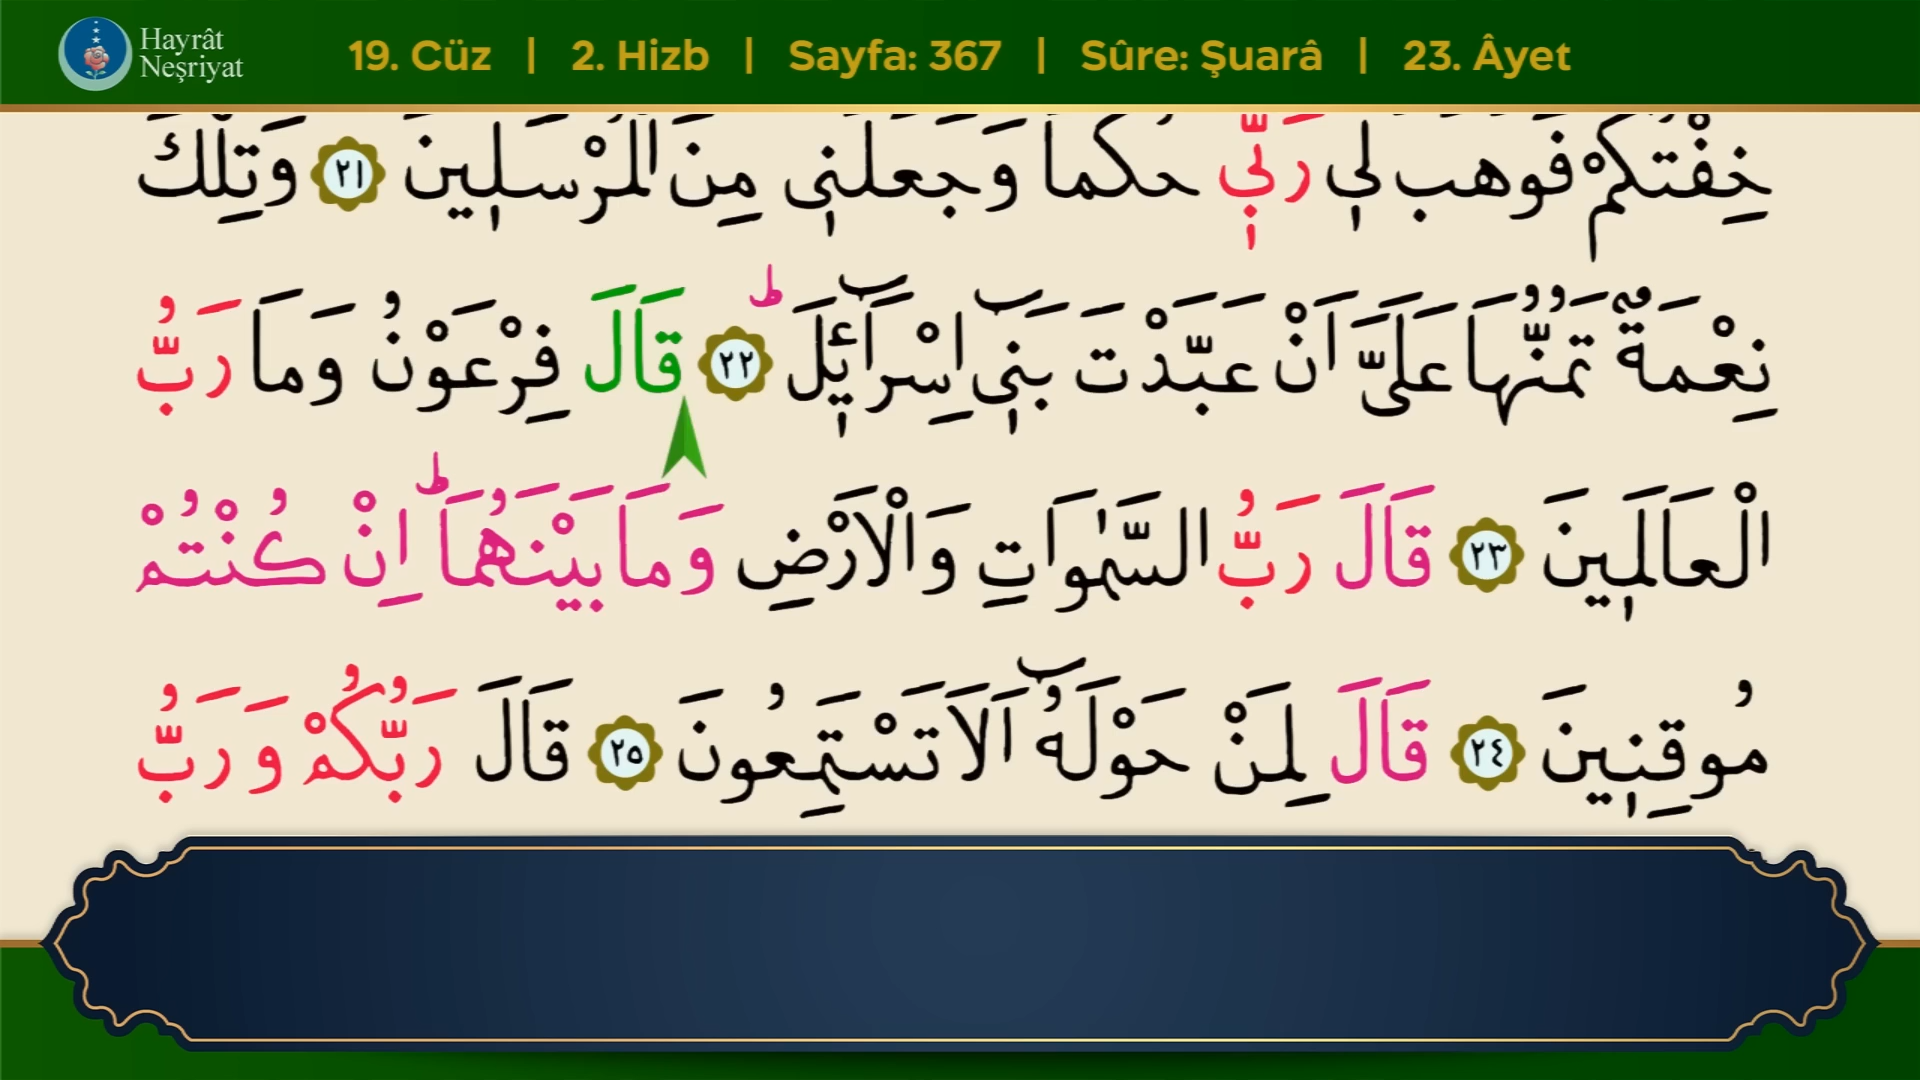 Hayrât
Neşriyat
19. Cüz | 2. Hizb | Sayfa: 367 | Sûre: Şuarâ | 23. Âyet
خِفْتُكُمْ فَوَهَبَ لٖى رَبّٖى حُكْمًا وَجَعَلَنٖى مِنَ الْمُرْسَلٖينَ ٢١ وَتِلْكَ
نِعْمَةٌ تَمُنُّهَا عَلَىَّ اَنْ عَبَّدْتَ بَنٖٓى اِسْرَٓائٖلَ ط ٢٢ قَالَ فِرْعَوْنُ وَمَا رَبُّ
الْعَالَمٖينَ ٢٣ قَالَ رَبُّ السَّمٰوَاتِ وَالْاَرْضِ وَمَا بَيْنَهُمَا ط اِنْ كُنْتُمْ
مُوقِنٖينَ ٢٤ قَالَ لِمَنْ حَوْلَهُٓ اَلَا تَسْتَمِعُونَ ٢٥ قَالَ رَبُّكُمْ وَرَبُّ